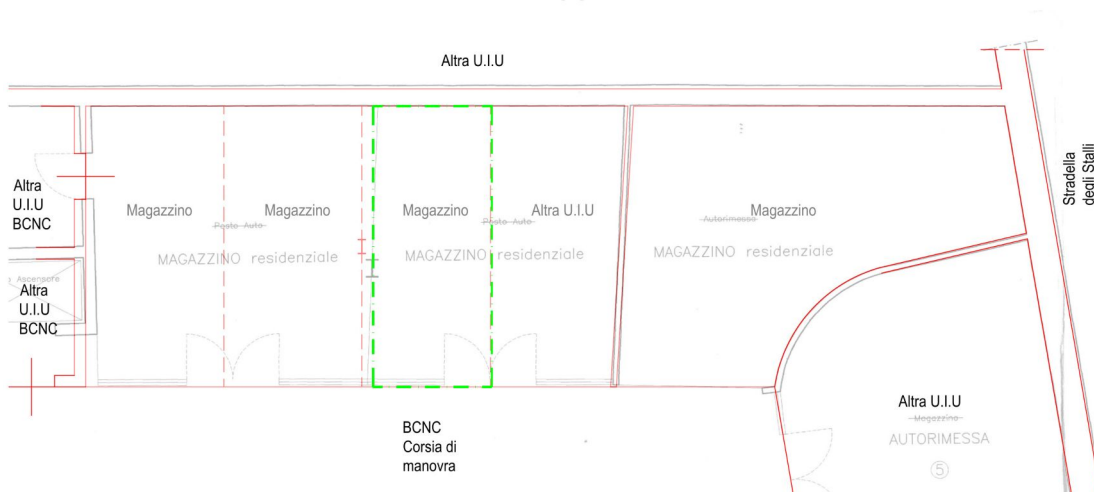 Altra U.I.U
Stradella
degli Stalli
Altra
U.I.U
BCNC
Magazzino
Magazzino
Magazzino
Altra U.I.U
Magazzino
Posto Auto
Posto Auto
Autorimessa
MAGAZZINO residenziale
MAGAZZINO residenziale
MAGAZZINO residenziale
Ascensore
Altra
U.I.U
BCNC
Altra U.I.U
Magazzino
AUTORIMESSA
5
BCNC
Corsia di
manovra